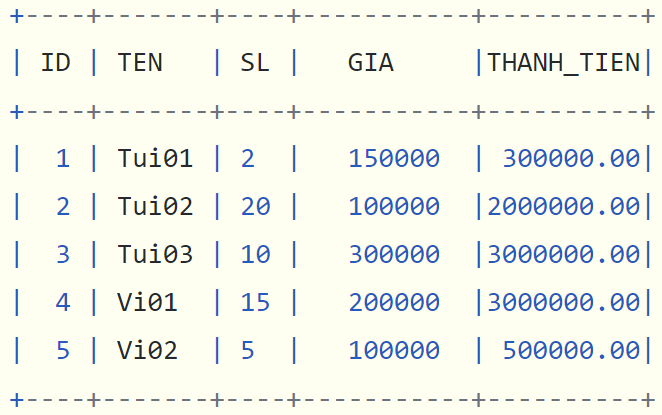 +----+-------+----+-----------+----------+
| ID | TEN   | SL |   GIA     |THANH_TIEN|
+----+-------+----+-----------+----------+
|  1 | Tui01 | 2  |   150000  | 300000.00|
|  2 | Tui02 | 20 |   100000  |2000000.00|
|  3 | Tui03 | 10 |   300000  |3000000.00|
|  4 | Vi01  | 15 |   200000  |3000000.00|
|  5 | Vi02  | 5  |   100000  | 500000.00|
+----+-------+----+-----------+----------+